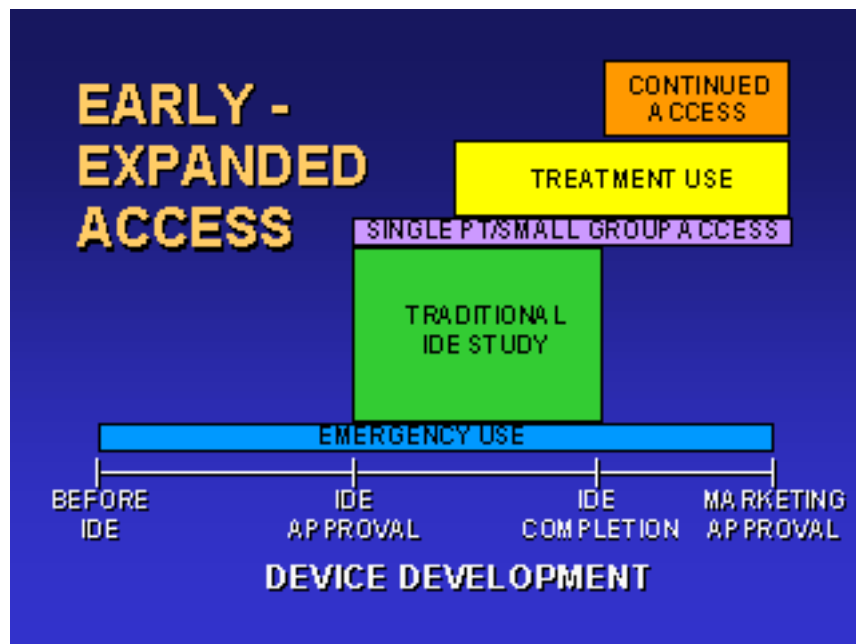 EARLY -
EXPANDED
ACCESS
CONTINUED
ACCESS
TREATMENT USE
SINGLE PT/SMALL GROUP ACCESS
TRADITIONAL
IDE STUDY
EMERGENCY USE
BEFORE
IDE
IDE
APPROVAL
IDE
COMPLETION
MARKETING
APPROVAL
DEVICE DEVELOPMENT